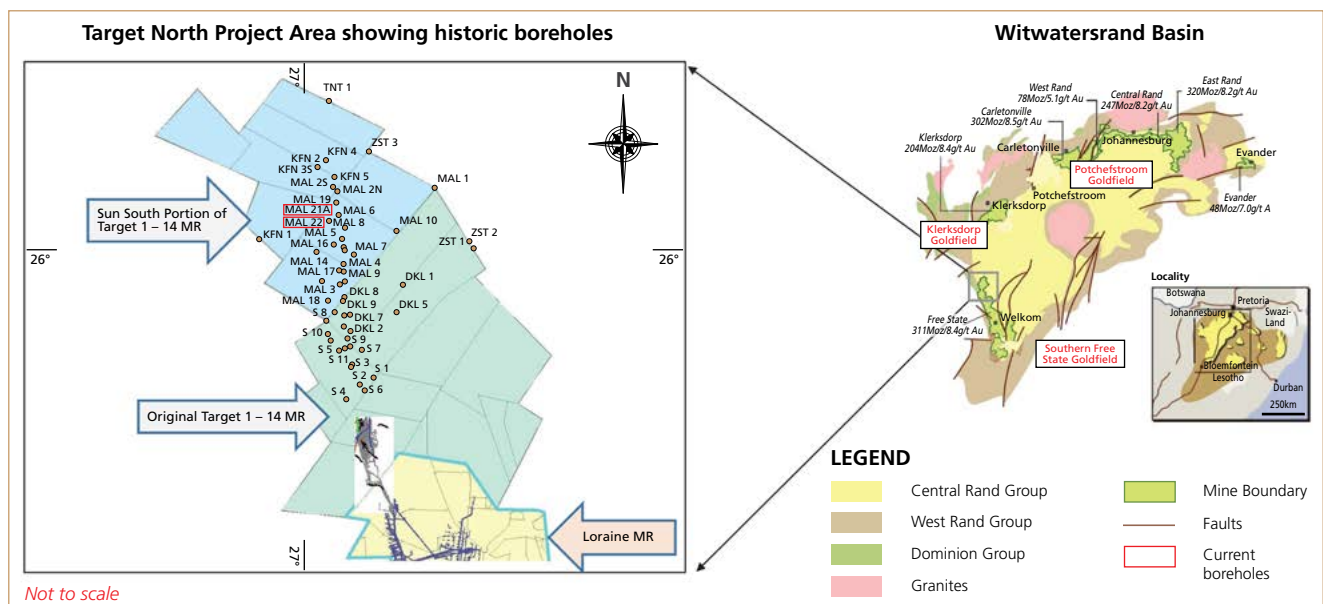 Target North Project Area showing historic boreholes
27°
TNT 1
N
ZST 3
KFN 4
KFN 2
KFN 3S
KFN 5
MAL 2S
MAL 2N
MAL 1
MAL 19
MAL 21A
MAL 6
MAL 22
MAL 8
MAL 10
MAL 5
KFN 1
MAL 16
MAL 7
ZST 1
ZST 2
26°
26°
MAL 14
MAL 4
MAL 17
MAL 9
DKL 1
MAL 3
DKL 8
MAL 18
DKL 9
DKL 5
S 8
DKL 7
S 10
DKL 2
S 9
S 5
S 7
S 11
S 3
S 2
S 1
S 4
S 6
Sun South Portion of
Target 1 – 14 MR
Original Target 1 – 14 MR
Loraine MR
27°
Not to scale
Witwatersrand Basin
East Rand
320Moz/8.2g/t Au
West Rand
78Moz/5.1g/t Au
Central Rand
247Moz/8.2g/t Au
Carletonville
302Moz/8.5g/t Au
Klerksdorp
204Moz/8.4g/t Au
Carletonville
Johannesburg
Evander
Potchefstroom
Goldfield
Potchefstroom
Evander
48Moz/7.0g/t A
Klerksdorp
Klerksdorp
Goldfield
Free State
311Moz/8.4g/t Au
Welkom
Southern Free
State Goldfield
Locality
Botswana
Pretoria
Johannesburg
Swazi-
Land
Bloemfontein
Lesotho
Durban
250km
LEGEND
Central Rand Group
West Rand Group
Dominion Group
Granites
Mine Boundary
Faults
Current
boreholes